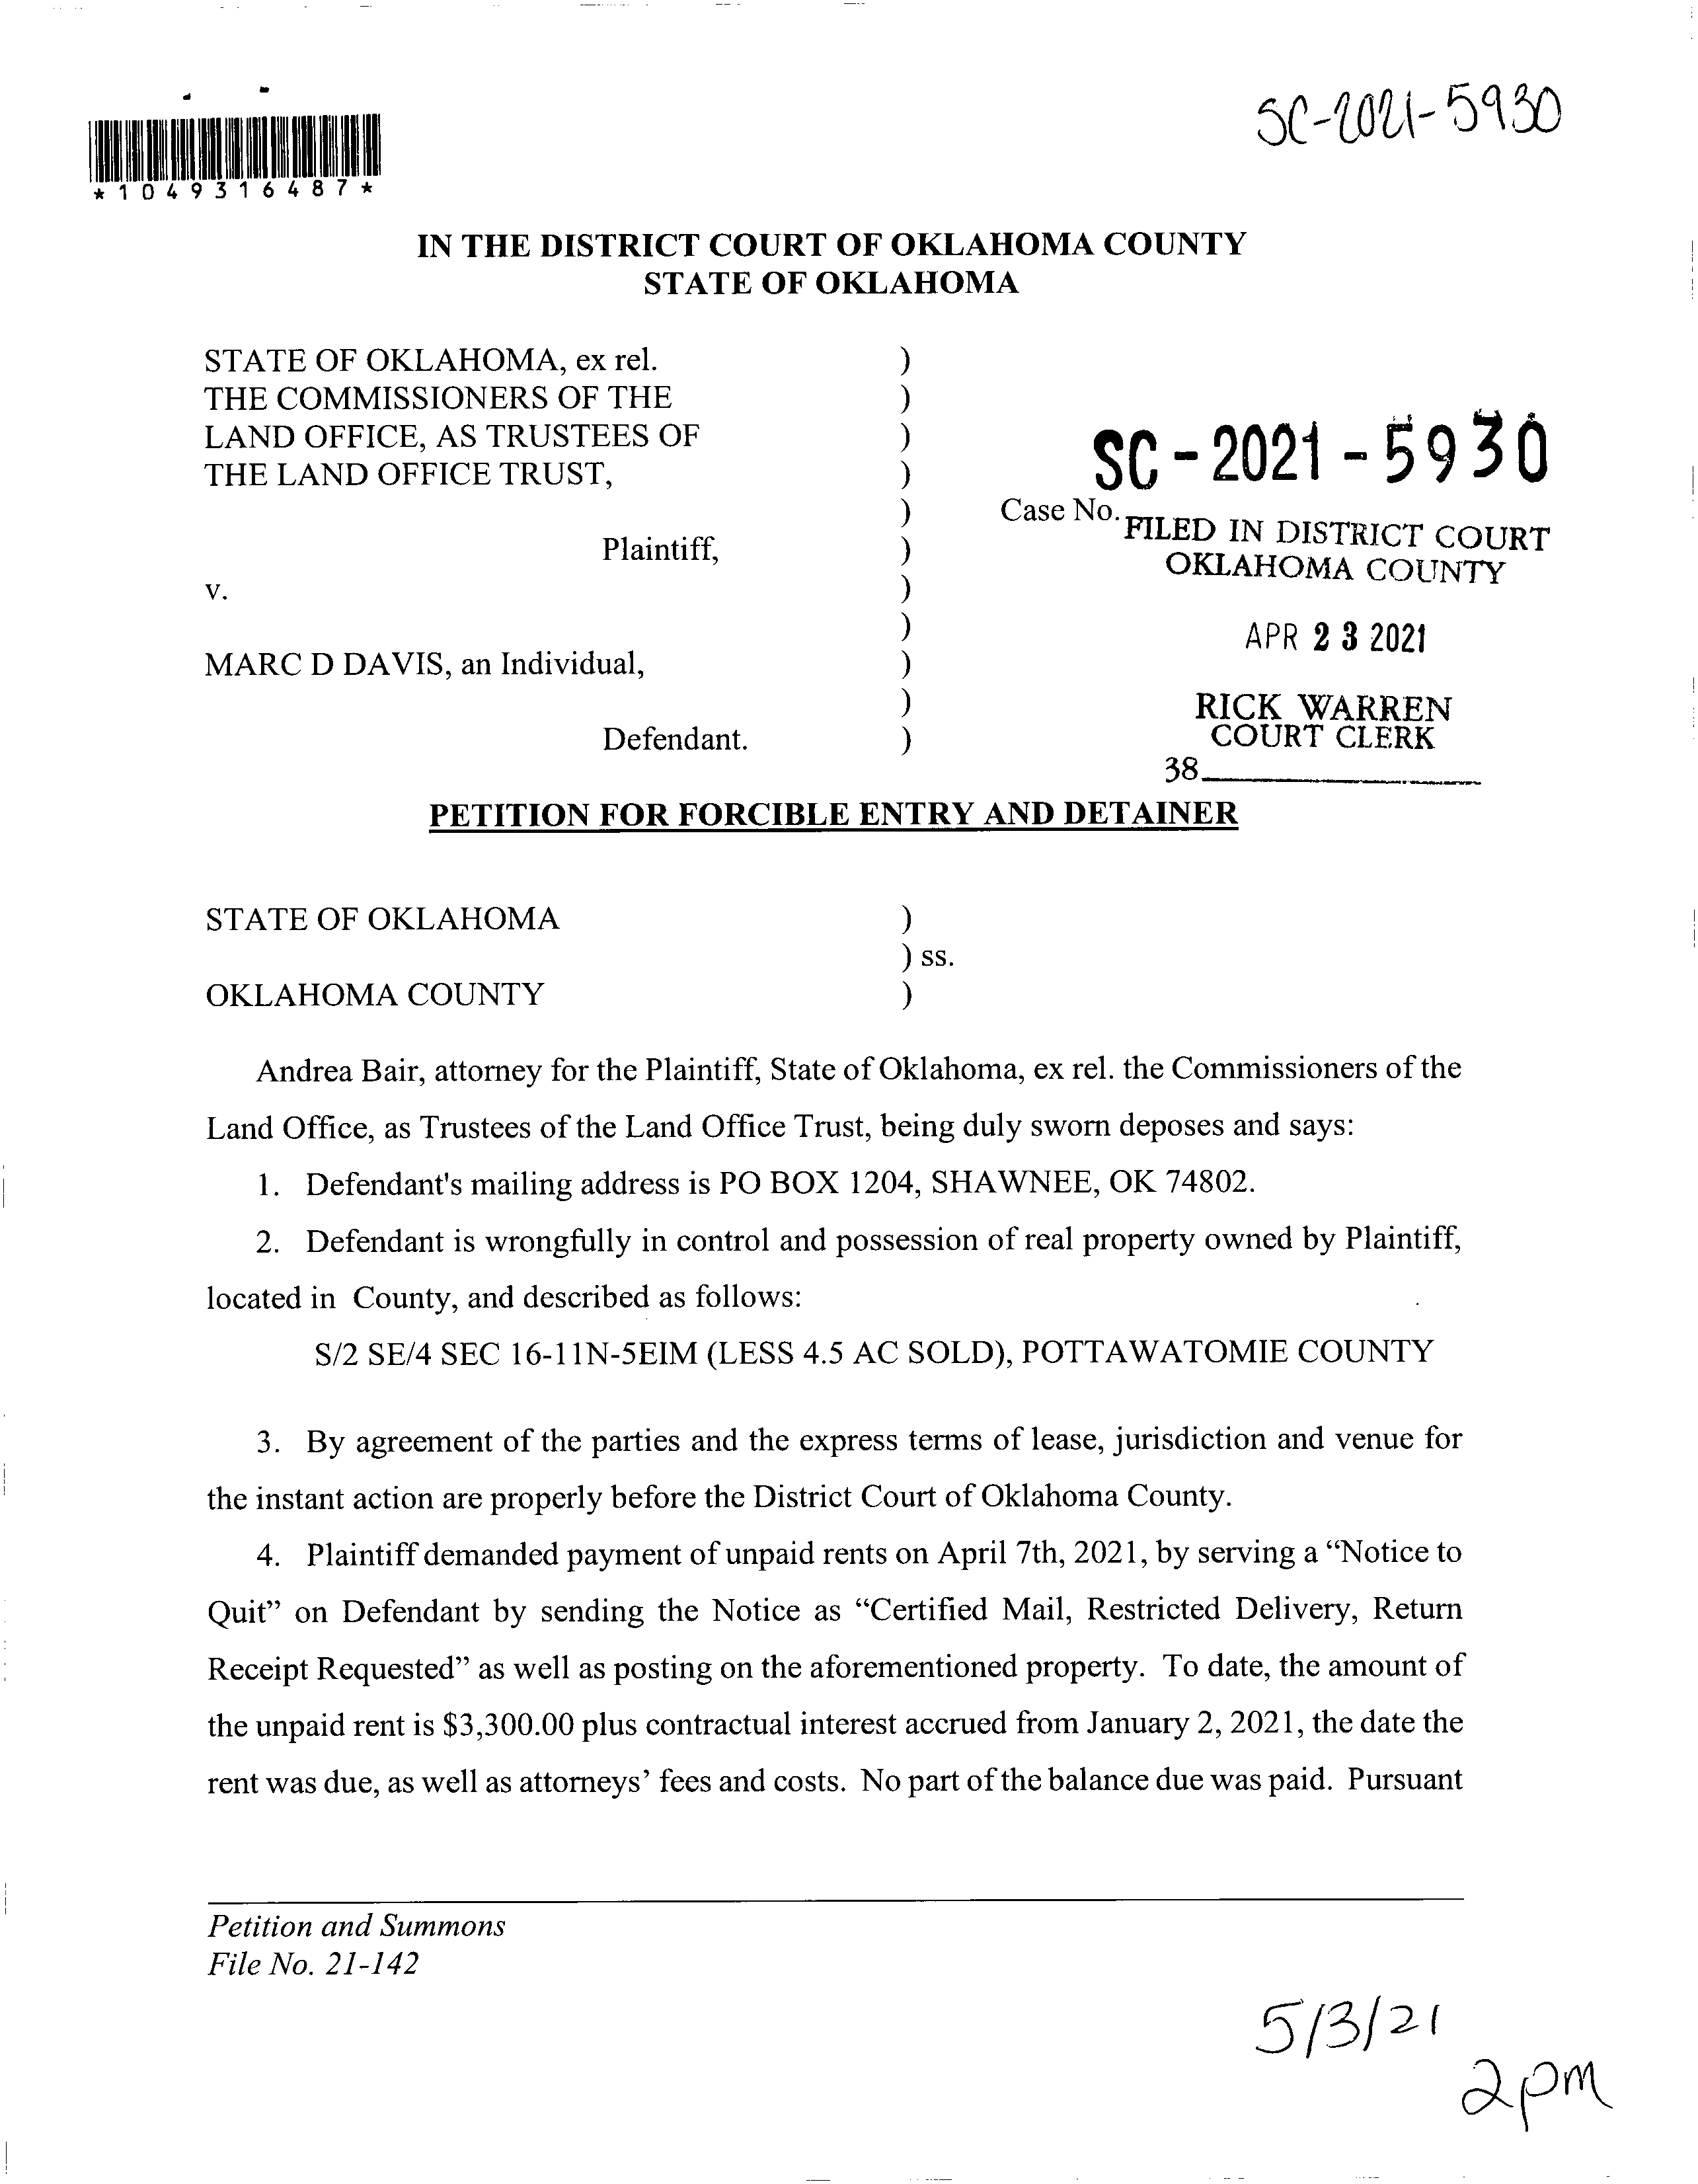 SC-2021-5930
*1049316487*
IN THE DISTRICT COURT OF OKLAHOMA COUNTY
STATE OF OKLAHOMA
STATE OF OKLAHOMA, ex rel. )
THE COMMISSIONERS OF THE )
LAND OFFICE, AS TRUSTEES OF )
THE LAND OFFICE TRUST, )
SC-2021-5930
) Case No.
FILED IN DISTRICT COURT
Plaintiff, )
OKLAHOMA COUNTY
v. )
)
APR 23 2021
MARC D DAVIS, an Individual, )
)
RICK WARREN
Defendant. )
COURT CLERK
38
PETITION FOR FORCIBLE ENTRY AND DETAINER
STATE OF OKLAHOMA )
) ss.
OKLAHOMA COUNTY )
Andrea Bair, attorney for the Plaintiff, State of Oklahoma, ex rel. the Commissioners of the
Land Office, as Trustees of the Land Office Trust, being duly sworn deposes and says:
1. Defendant's mailing address is PO BOX 1204, SHAWNEE, OK 74802.
2. Defendant is wrongfully in control and possession of real property owned by Plaintiff,
located in County, and described as follows:
S/2 SE/4 SEC 16-11N-5EIM (LESS 4.5 AC SOLD), POTTAWATOMIE COUNTY
3. By agreement of the parties and the express terms of lease, jurisdiction and venue for
the instant action are properly before the District Court of Oklahoma County.
4. Plaintiff demanded payment of unpaid rents on April 7th, 2021, by serving a “Notice to
Quit” on Defendant by sending the Notice as “Certified Mail, Restricted Delivery, Return
Receipt Requested” as well as posting on the aforementioned property. To date, the amount of
the unpaid rent is $3,300.00 plus contractual interest accrued from January 2, 2021, the date the
rent was due, as well as attorneys’ fees and costs. No part of the balance due was paid. Pursuant
Petition and Summons
File No. 21-142
5/3/21
2pm